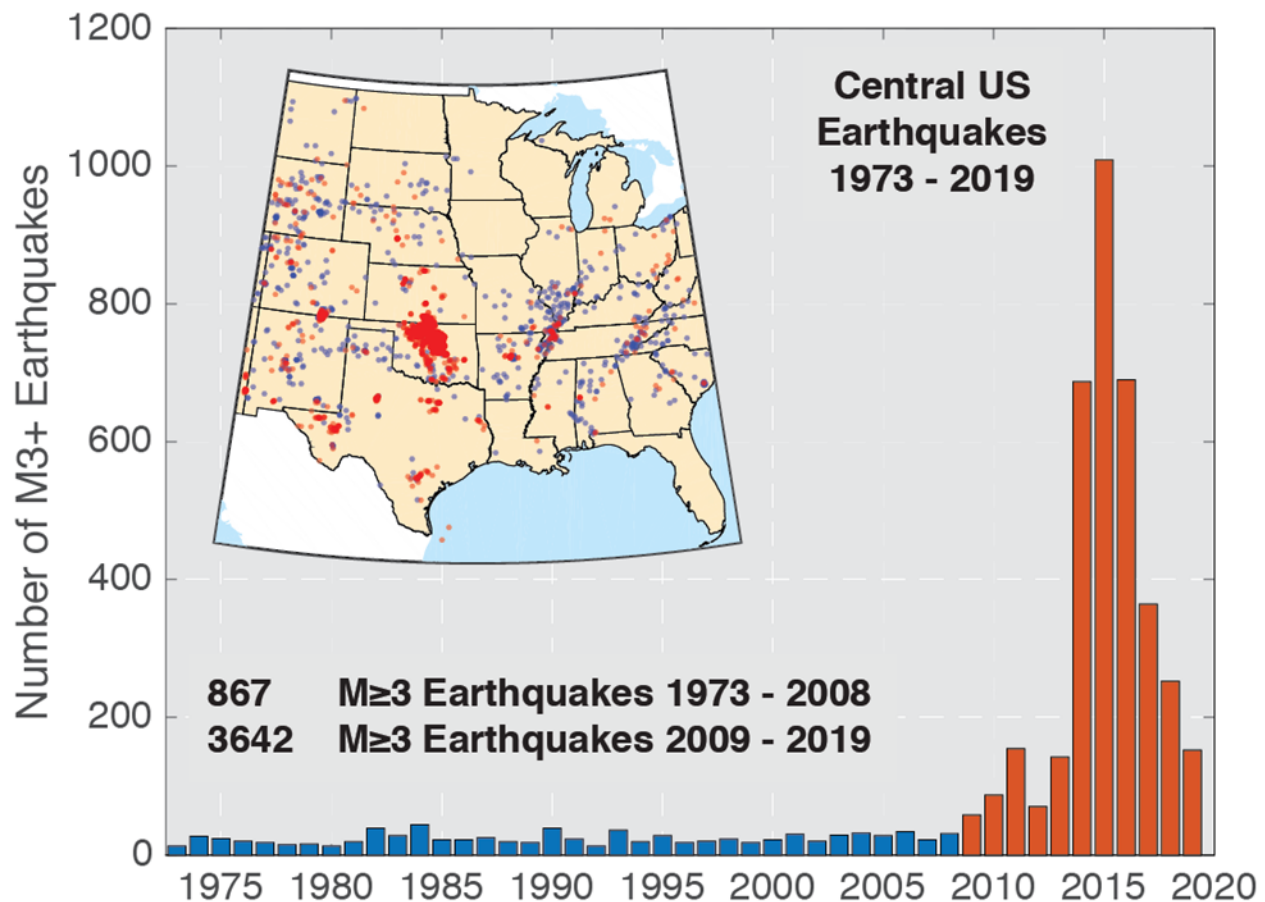 Number of M3+ Earthquakes
1200
1000
800
600
400
200
0
Central US
Earthquakes
1973 - 2019
867 M≥3 Earthquakes 1973 - 2008
3642 M≥3 Earthquakes 2009 - 2019
1975 1980 1985 1990 1995 2000 2005 2010 2015 2020